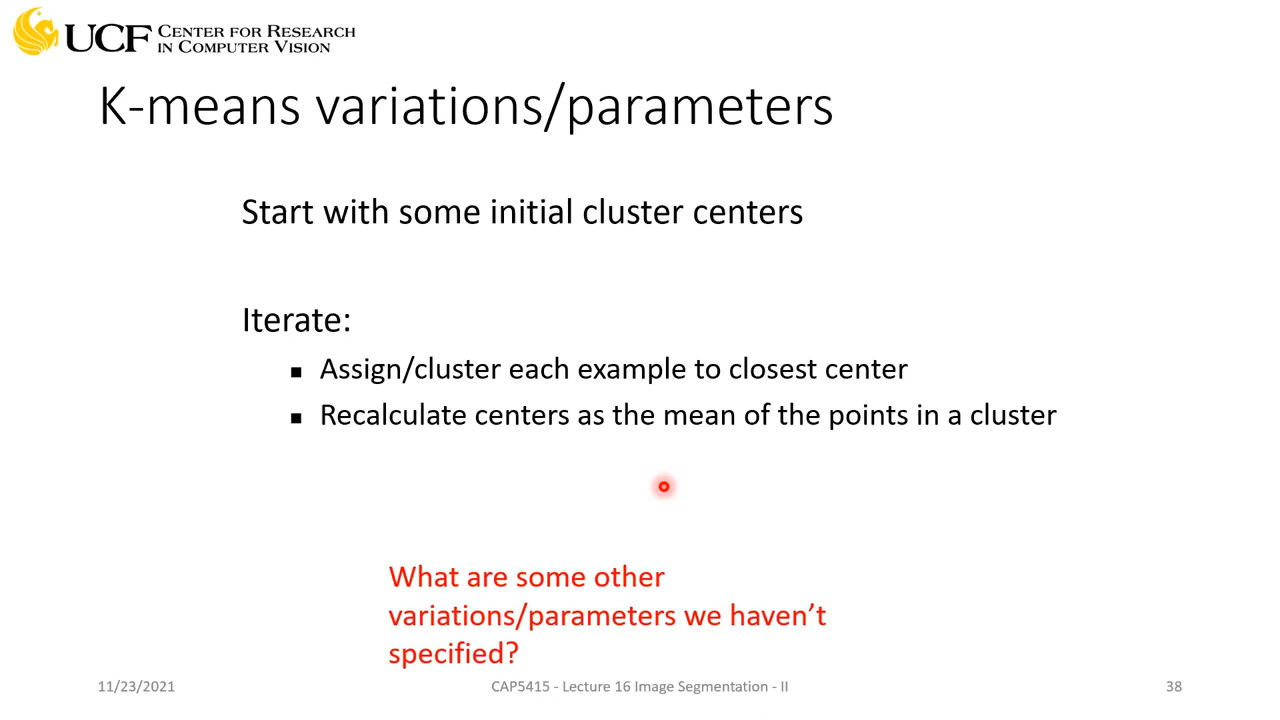 UCF CENTER FOR RESEARCH
IN COMPUTER VISION
K-means variations/parameters
Start with some initial cluster centers
Iterate:
▪ Assign/cluster each example to closest center
▪ Recalculate centers as the mean of the points in a cluster
What are some other
variations/parameters we haven’t
specified?
11/23/2021 CAP5415 - Lecture 16 Image Segmentation - II 38